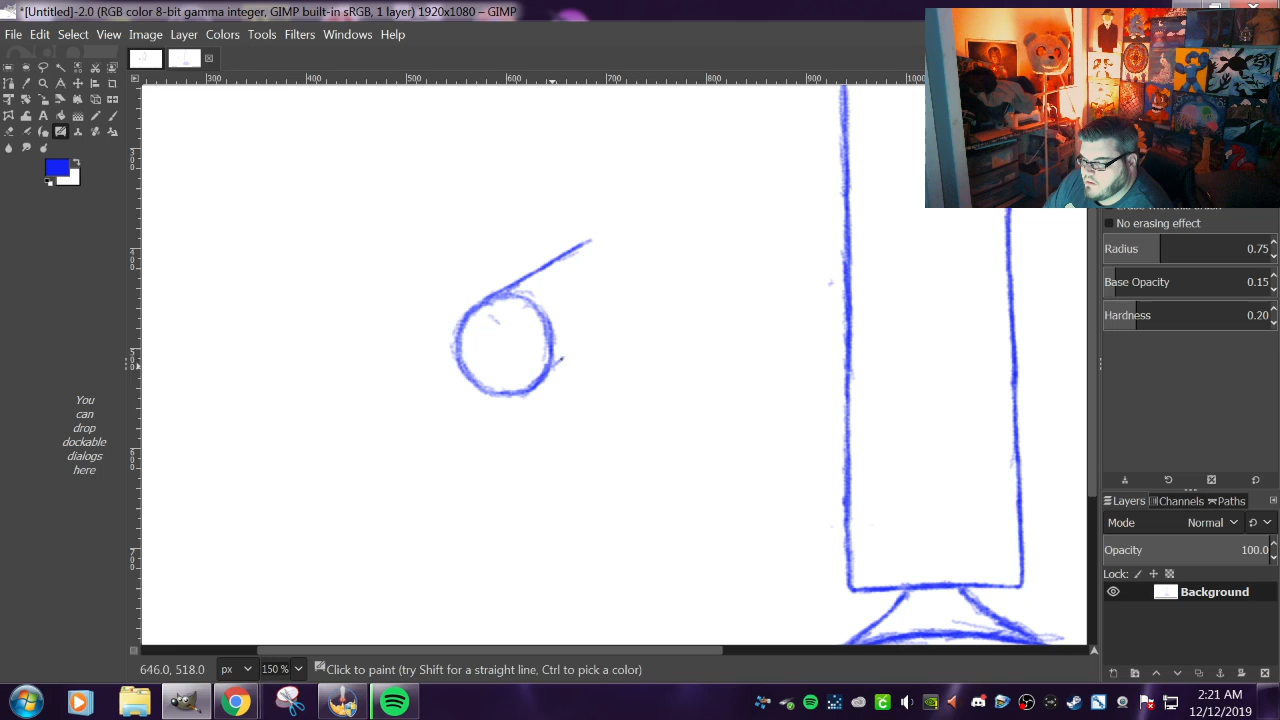 *[Untitled]-2.0 (RGB color 8-bit gamma integer, GIMP built-in sRGB, 1 layer) 1920x1080 – GIMP
File Edit Select View Image Layer Colors Tools Filters Windows Help
300 400 500 600 700 800 900 1000
No erasing effect
Radius 0.75
Base Opacity 0.15
Hardness 0.20
You
can
drop
dockable
dialogs
here
Layers Channels Paths
Mode Normal
Opacity 100.0
Lock:
Background
646.0, 518.0 px 150 % Click to paint (try Shift for a straight line, Ctrl to pick a color)
2:21 AM
12/12/2019